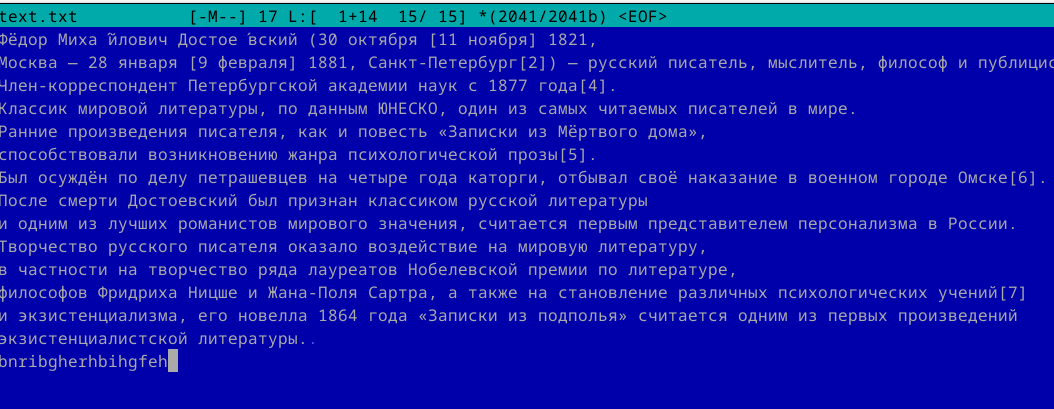 text.txt [-M--] 17 L:[ 1+14 15/ 15] *(2041/2041b) <EOF>
Фёдор Миха́йлович Достое́вский (30 октября [11 ноября] 1821,
Москва — 28 января [9 февраля] 1881, Санкт-Петербург[2]) — русский писатель, мыслитель, философ и публицис
Член-корреспондент Петербургской академии наук с 1877 года[4].
Классик мировой литературы, по данным ЮНЕСКО, один из самых читаемых писателей в мире.
Ранние произведения писателя, как и повесть «Записки из Мёртвого дома»,
способствовали возникновению жанра психологической прозы[5].
Был осуждён по делу петрашевцев на четыре года каторги, отбывал своё наказание в военном городе Омске[6].
После смерти Достоевский был признан классиком русской литературы
и одним из лучших романистов мирового значения, считается первым представителем персонализма в России.
Творчество русского писателя оказало воздействие на мировую литературу,
в частности на творчество ряда лауреатов Нобелевской премии по литературе,
философов Фридриха Ницше и Жана-Поля Сартра, а также на становление различных психологических учений[7]
и экзистенциализма, его новелла 1864 года «Записки из подполья» считается одним из первых произведений
экзистенциалистской литературы..
bnribgherhbihgfeh